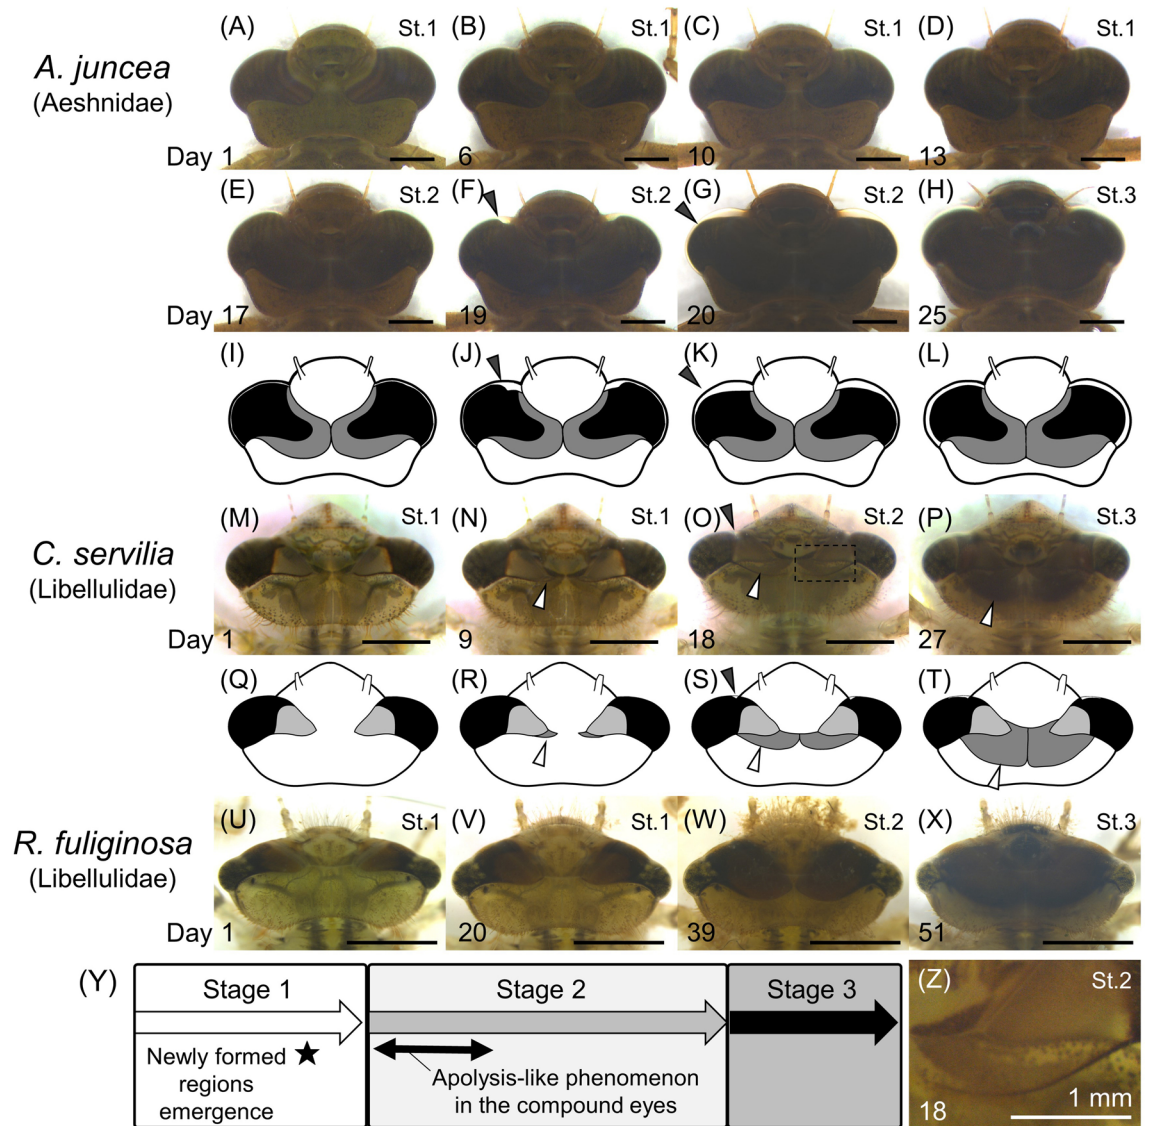 (A) St.1
(B) St.1
(C) St.1
(D) St.1
A. juncea
(Aeshnidae)
Day 1
6
10
13
(E) St.2
(F) St.2
(G) St.2
(H) St.3
Day 17
19
20
25
(I)
(J)
(K)
(L)
(M) St.1
(N) St.1
(O) St.2
(P) St.3
C. servilia
(Libellulidae)
Day 1
9
18
27
(Q)
(R)
(S)
(T)
(U) St.1
(V) St.1
(W) St.2
(X) St.3
R. fuliginosa
(Libellulidae)
Day 1
20
39
51
(Y)
Stage 1
Stage 2
Stage 3
Newly formed
regions
emergence
Apolysis-like phenomenon
in the compound eyes
(Z) St.2
18
1 mm